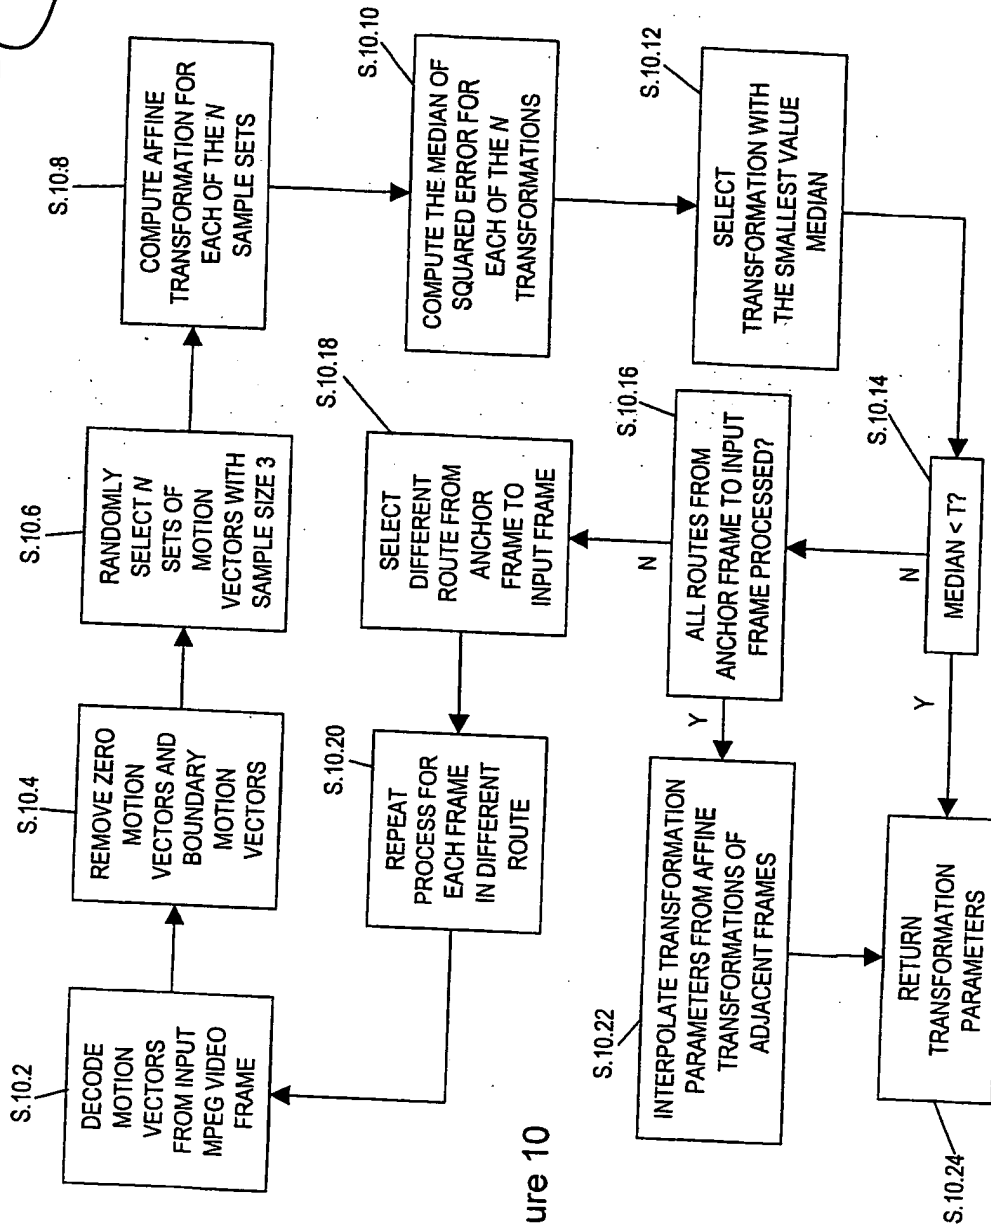 S.10.2
DECODE
MOTION
VECTORS
FROM INPUT
MPEG VIDEO
FRAME
S.10.4
REMOVE ZERO
MOTION
VECTORS AND
BOUNDARY
MOTION
VECTORS
S.10.6
RANDOMLY
SELECT N
SETS OF
MOTION
VECTORS WITH
SAMPLE SIZE 3
S.10.8
COMPUTE AFFINE
TRANSFORMATION FOR
EACH OF THE N
SAMPLE SETS
S.10.10
COMPUTE THE MEDIAN OF
SQUARED ERROR FOR
EACH OF THE N
TRANSFORMATIONS
S.10.12
SELECT
TRANSFORMATION WITH
THE SMALLEST VALUE
MEDIAN
S.10.14
MEDIAN < T?
N
Y
S.10.16
ALL ROUTES FROM
ANCHOR FRAME TO INPUT
FRAME PROCESSED?
N
Y
S.10.18
SELECT
DIFFERENT
ROUTE FROM
ANCHOR
FRAME TO
INPUT FRAME
S.10.20
REPEAT
PROCESS FOR
EACH FRAME
IN DIFFERENT
ROUTE
S.10.22
INTERPOLATE TRANSFORMATION
PARAMETERS FROM AFFINE
TRANSFORMATIONS OF
ADJACENT FRAMES
S.10.24
RETURN
TRANSFORMATION
PARAMETERS
ure 10